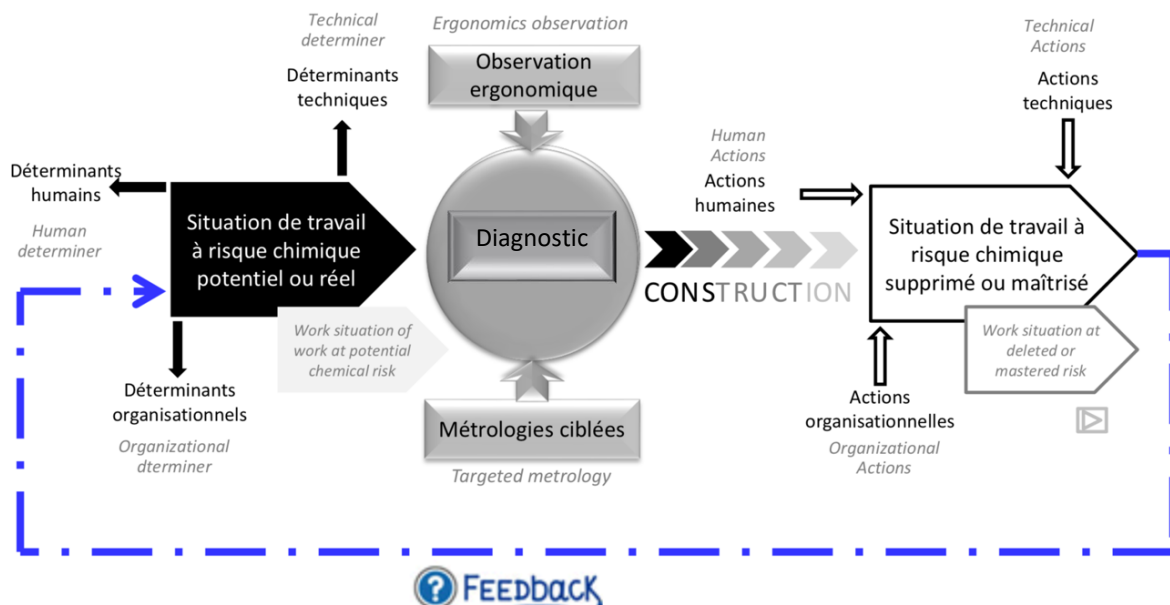 Technical
determiner
Déterminants
techniques
Déterminants
humains
Human
determiner
Situation de travail
à risque chimique
potentiel ou réel
Work situation of
work at potential
chemical risk
Déterminants
organisationnels
Organizational
dterminer
Ergonomics observation
Observation
ergonomique
Diagnostic
Métrologies ciblées
Targeted metrology
CONSTRUCTION
Human
Actions
Actions
humaines
Technical
Actions
Actions
techniques
Situation de travail à
risque chimique
supprimé ou maîtrisé
Work situation at
deleted or
mastered risk
Actions
organisationnelles
Organizational
Actions
? FEEDbACK